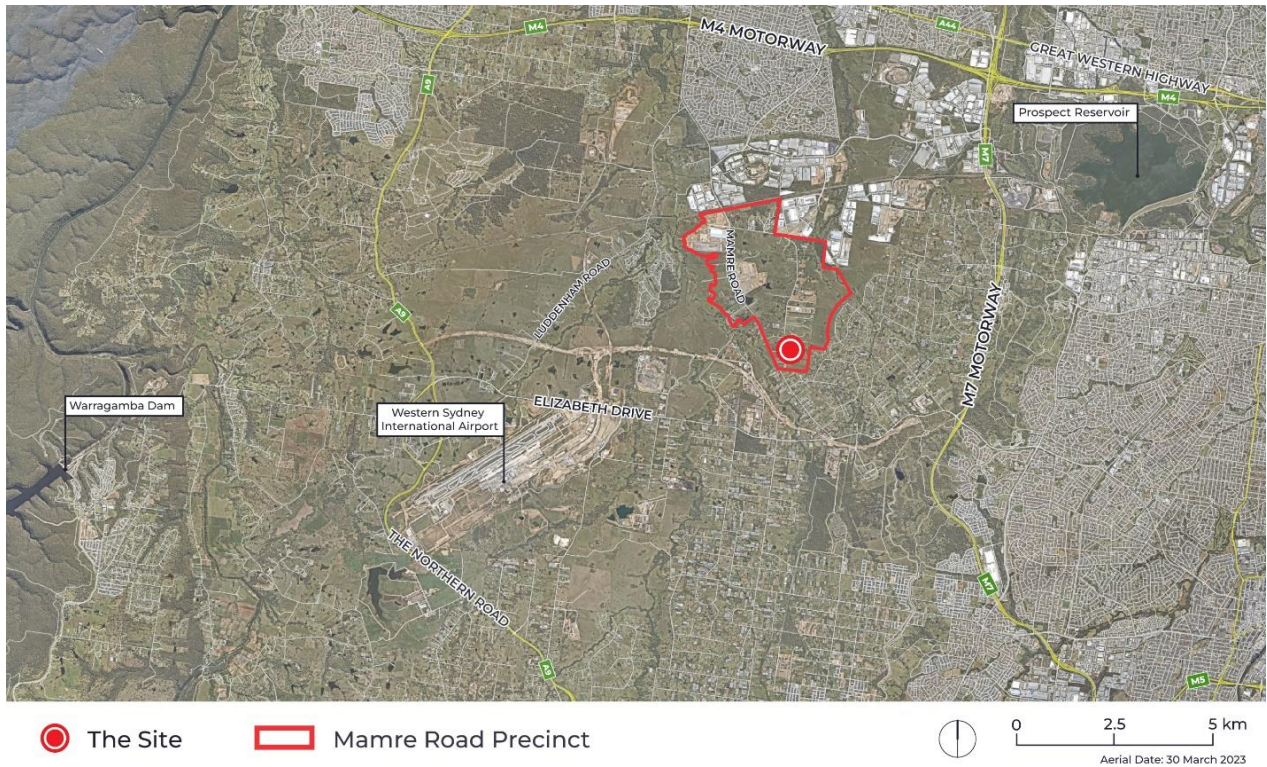 M4
M4 MOTORWAY
A44
GREAT WESTERN HIGHWAY
M4
A9
Prospect Reservoir
M7
MAMRE ROAD
LUDDENHAM ROAD
A9
M7 MOTORWAY
Warragamba Dam
Western Sydney
International Airport
ELIZABETH DRIVE
THE NORTHERN ROAD
M7
A9
M5
The Site
Mamre Road Precinct
0 2.5 5 km
Aerial Date: 30 March 2023